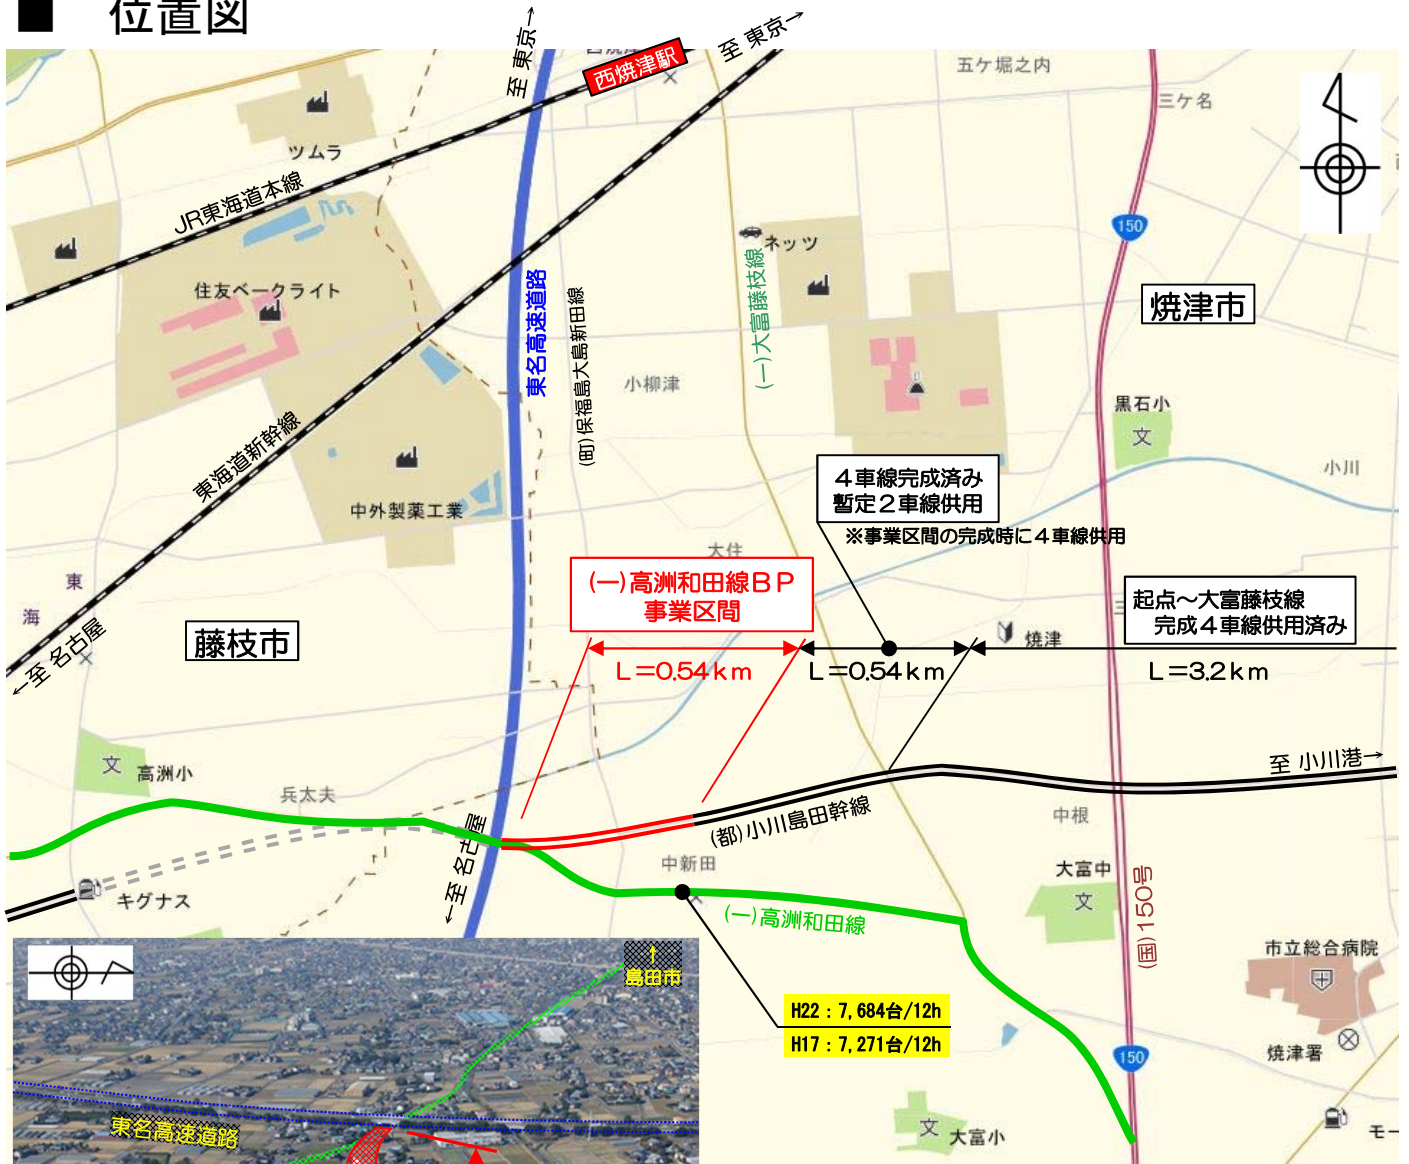 ■ 位置図
至 東京→
西焼津駅
至 東京→
五ケ堀之内
三ケ名
ツムラ
JR東海道本線
150
ネッツ
住友ベークライト
東名高速道路
(町)保福島大島新田線
(一)大富藤枝線
焼津市
小柳津
黒石小
文
東海道新幹線
小川
中外製薬工業
4車線完成済み
暫定2車線供用
※事業区間の完成時に4車線供用
大住
東
海
(一)高洲和田線BP
事業区間
起点～大富藤枝線
完成4車線供用済み
藤枝市
焼津
←至 名古屋
L=0.54km
L=0.54km
L=3.2km
文
高洲小
至 小川港→
兵太夫
(都)小川島田幹線
中根
←至 名古屋
中新田
大富中
文
キグナス
(一)高洲和田線
(国)150号
市立総合病院
島田市
H22：7,684台/12h
H17：7,271台/12h
焼津署
150
東名高速道路
文
大富小
モー